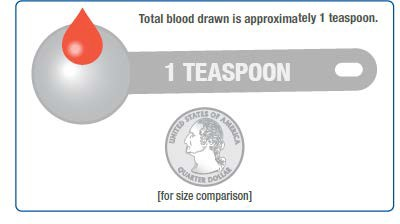 Total blood drawn is approximately 1 teaspoon.
1 TEASPOON
UNITED STATES OF AMERICA
QUARTER DOLLAR
[for size comparison]